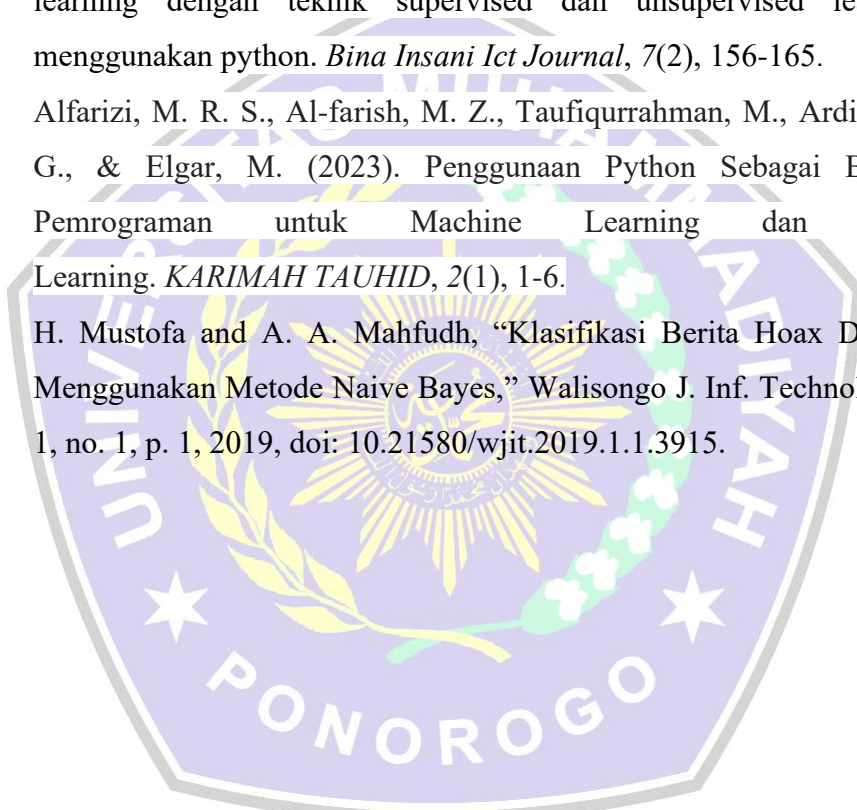 learning dengan teknik supervised dan unsupervised le
menggunakan python. Bina Insani Ict Journal, 7(2), 156-165.
Alfarizi, M. R. S., Al-farish, M. Z., Taufiqurrahman, M., Ardi
G., & Elgar, M. (2023). Penggunaan Python Sebagai
Pemrograman untuk Machine Learning dan
Learning. KARIMAH TAUHID, 2(1), 1-6.
H. Mustofa and A. A. Mahfudh, “Klasifikasi Berita Hoax D
Menggunakan Metode Naive Bayes,” Walisongo J. Inf. Technol
1, no. 1, p. 1, 2019, doi: 10.21580/wjit.2019.1.1.3915.
UNIVERSITAS MUHAMMADIYAH
PONOROGO